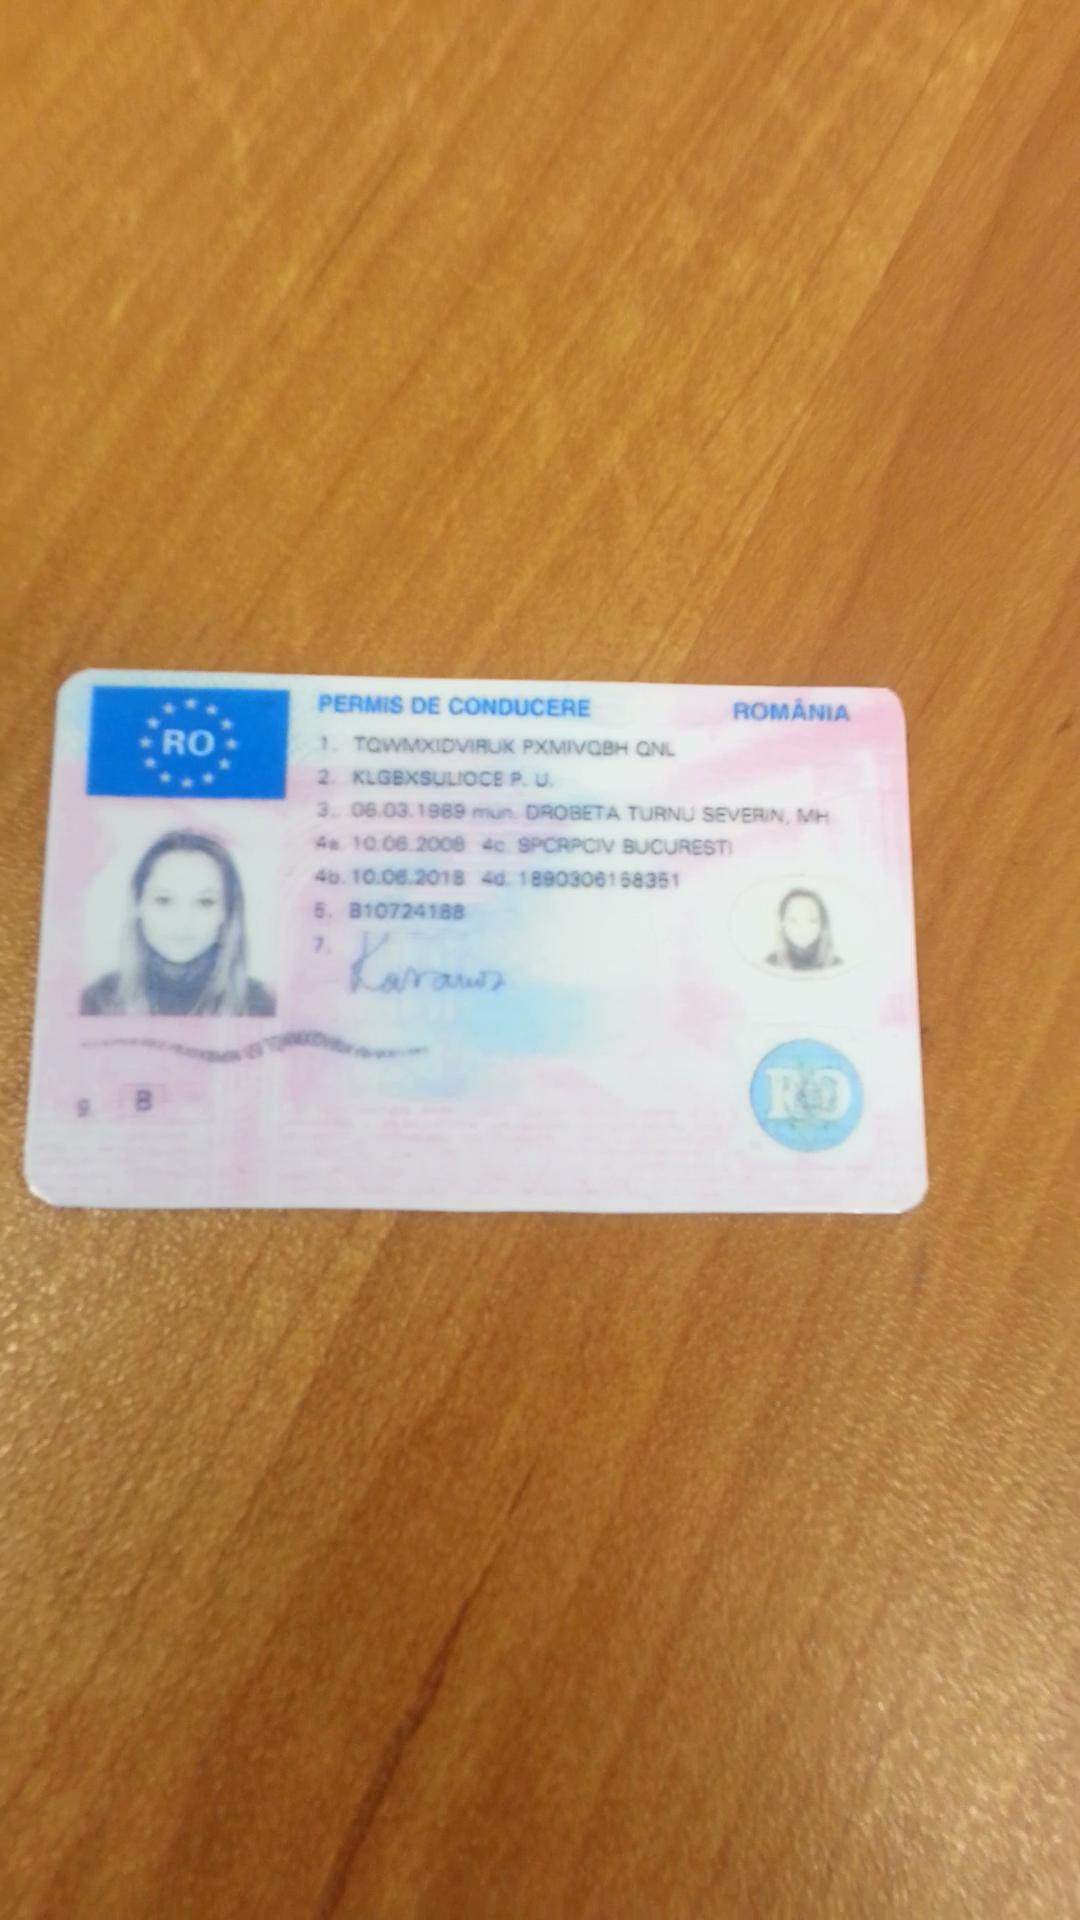 RO
PERMIS DE CONDUCERE ROMÂNIA
1. TQWMXIDVIRUK PXMIVQBH QNL
2. KLGBXSULIOCE P. U.
3. 06.03.1989 mun. DROBETA TURNU SEVERIN, MH
4a. 10.06.2008 4c. SPCRPCIV BUCURESTI
4b. 10.06.2018 4d. 1890306158351
5. B10724188
7.
9. B
RO